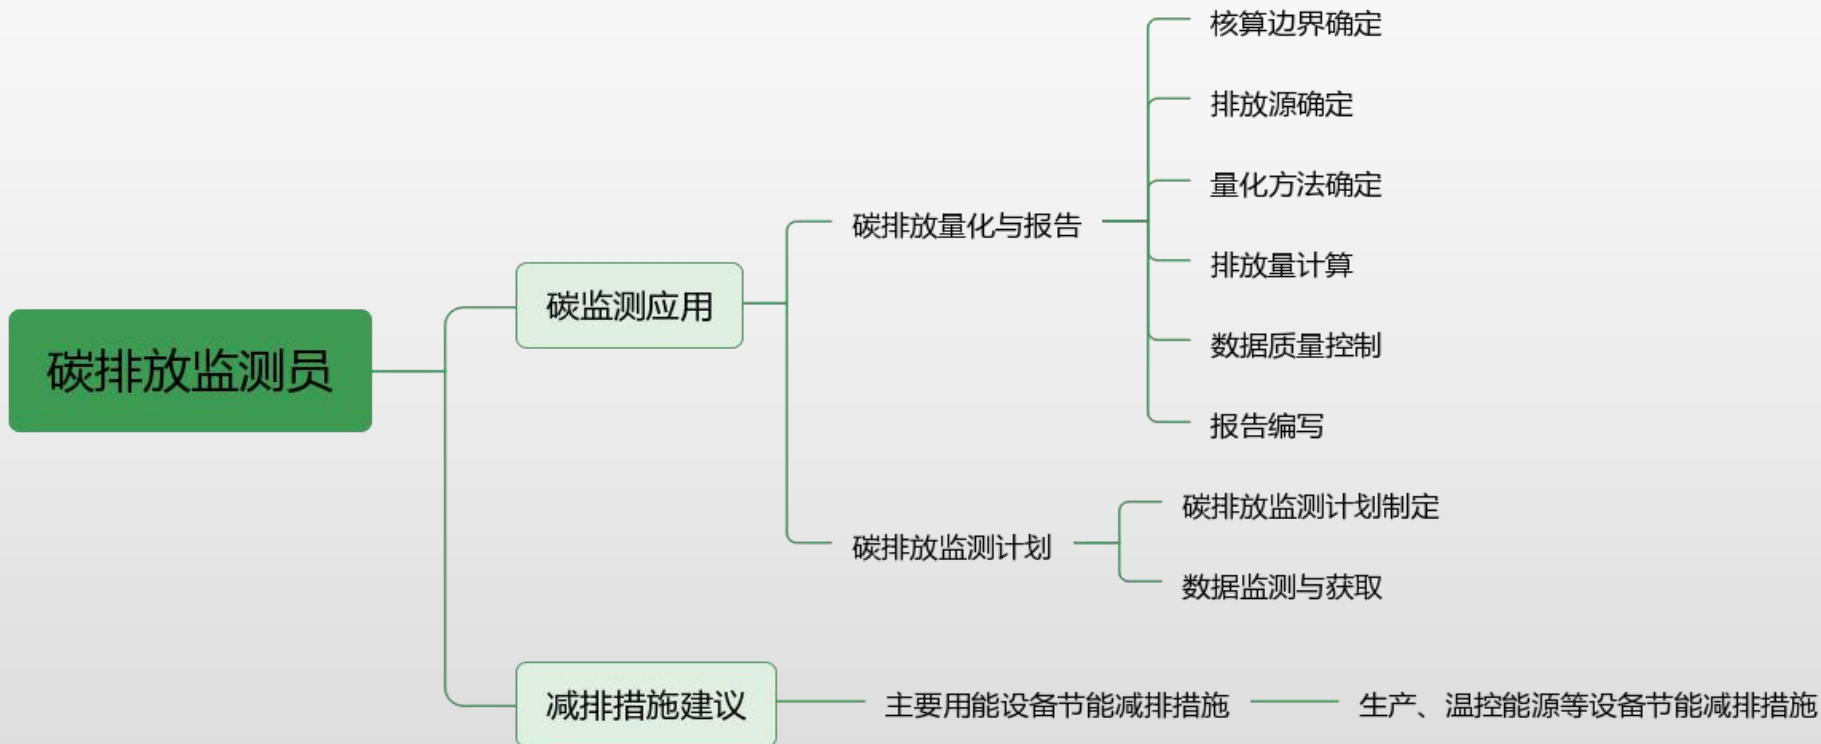 核算边界确定
排放源确定
量化方法确定
碳排放量化与报告
排放量计算
碳监测应用
数据质量控制
碳排放监测员
报告编写
碳排放监测计划制定
碳排放监测计划
数据监测与获取
减排措施建议
主要用能设备节能减排措施
生产、温控能源等设备节能减排措施